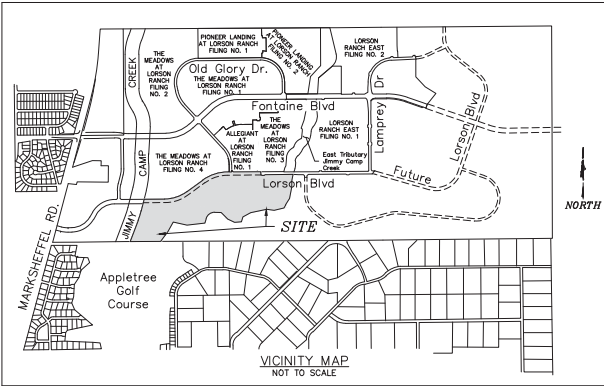 PIONEER LANDING
AT LORSON RANCH
FILING NO. 1
PIONEER LANDING
AT LORSON RANCH
FILING NO. 2
LORSON
RANCH EAST
FILING NO. 2
THE
MEADOWS
AT
LORSON
RANCH
FILING
NO. 2
CREEK
Old Glory Dr.
THE MEADOWS AT
LORSON RANCH
FILING NO. 1
Lamprey Dr
Lorson Blvd
Fontaine Blvd
ALLEGIANT
AT
LORSON
RANCH
FILING
NO. 1
THE
MEADOWS
AT
LORSON
RANCH
FILING
NO. 3
LORSON
RANCH EAST
FILING NO. 1
THE MEADOWS AT
LORSON RANCH
FILING NO. 4
CAMP
East Tributary
Jimmy Camp
Creek
Future
Lorson Blvd
JIMMY
SITE
NORTH
MARKSHEFFEL RD.
Appletree
Golf
Course
VICINITY MAP
NOT TO SCALE